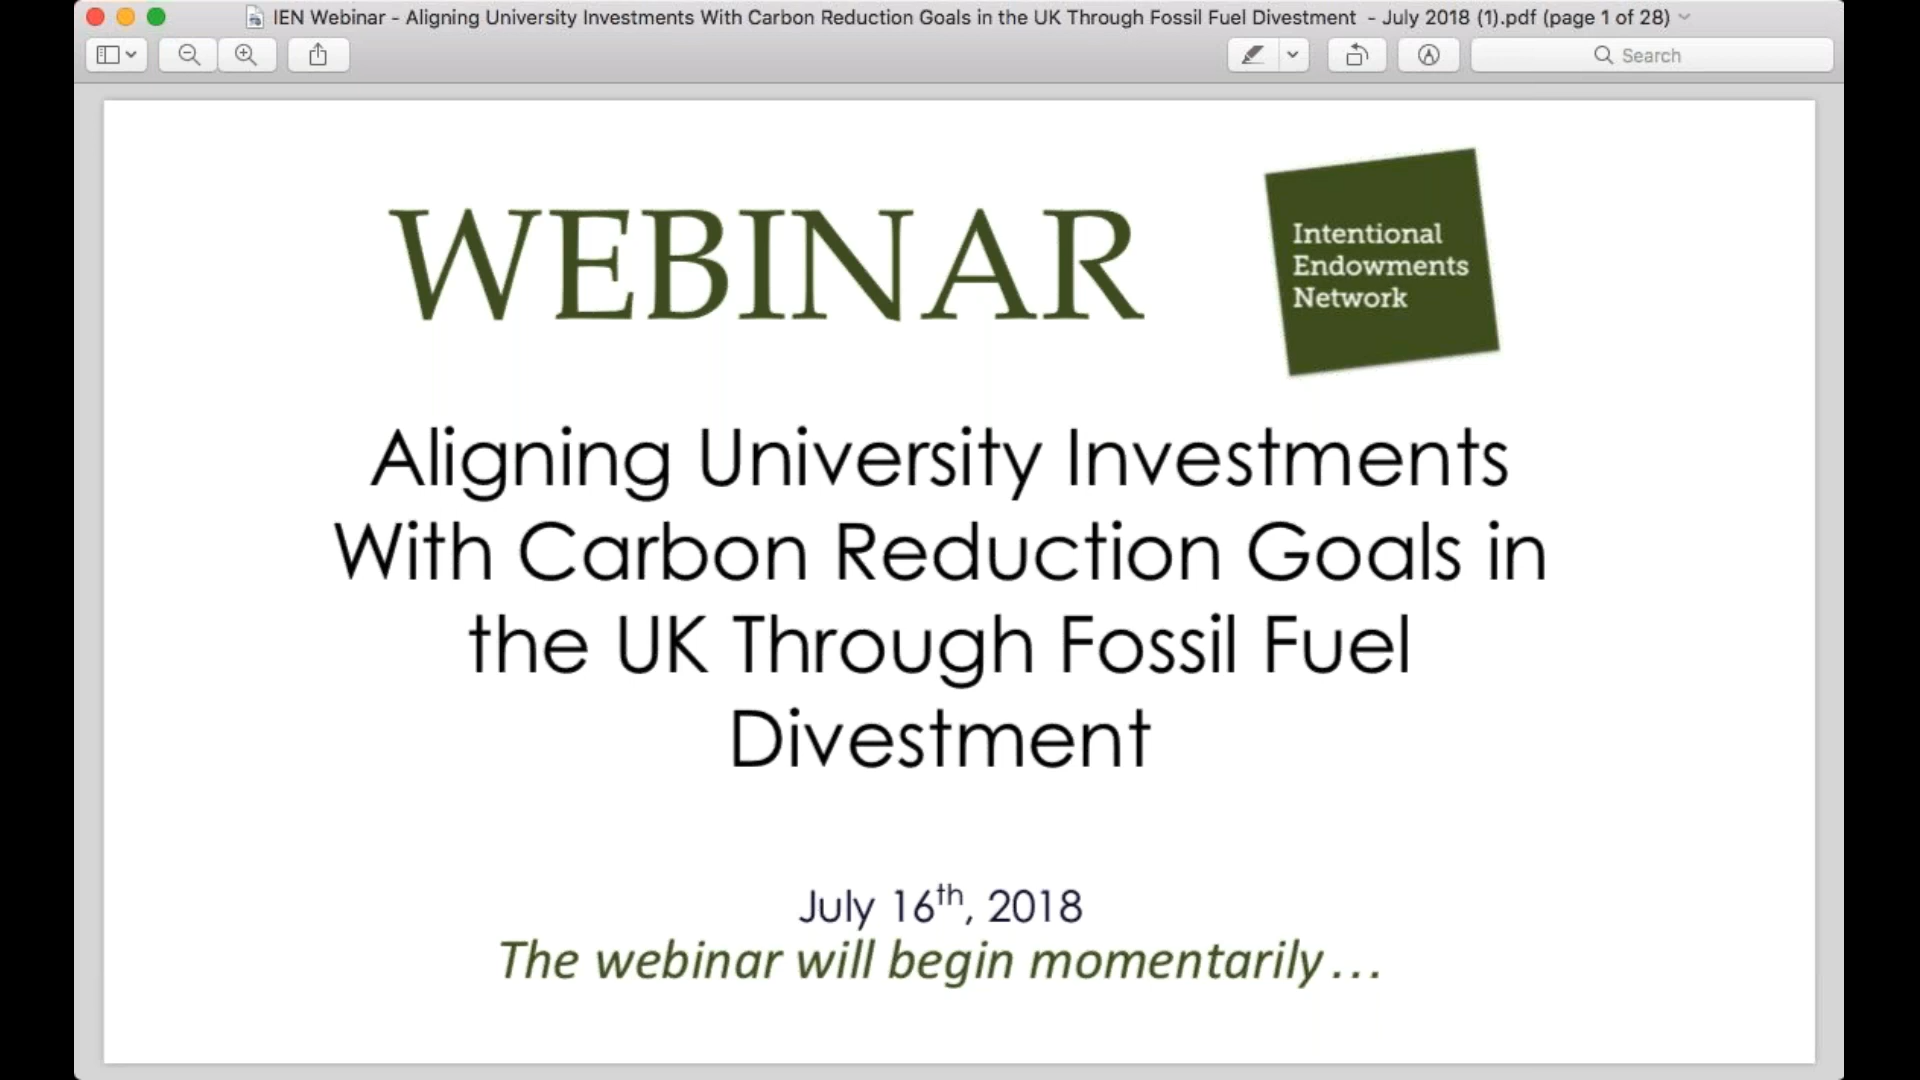 IEN Webinar - Aligning University Investments With Carbon Reduction Goals in the UK Through Fossil Fuel Divestment - July 2018 (1).pdf (page 1 of 28)
Search
WEBINAR
Intentional
Endowments
Network
Aligning University Investments
With Carbon Reduction Goals in
the UK Through Fossil Fuel
Divestment
July 16th, 2018
The webinar will begin momentarily...